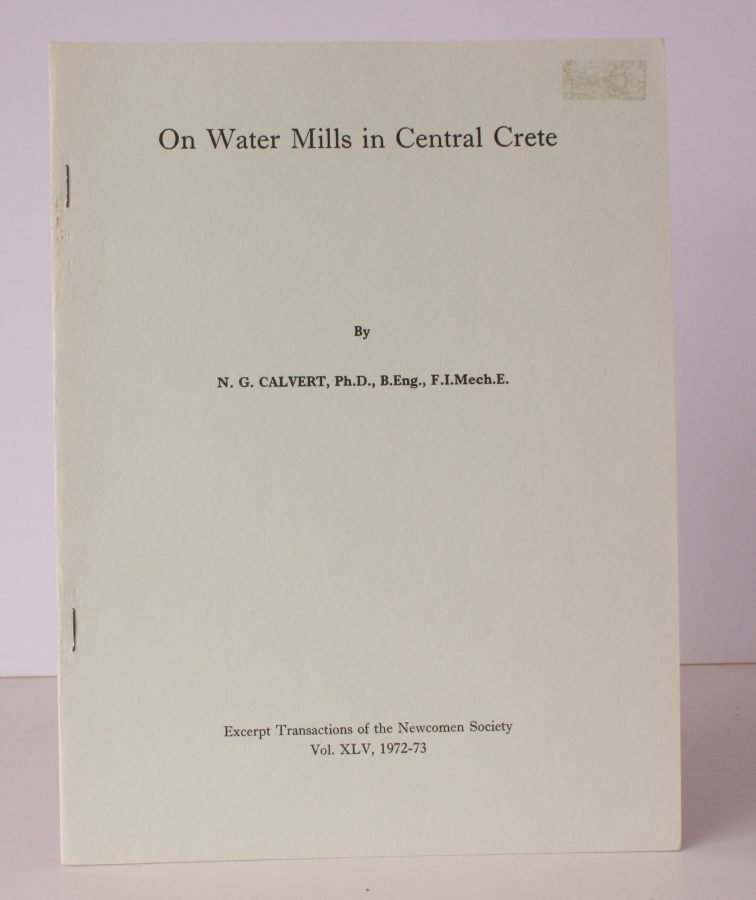 On Water Mills in Central Crete
By
N. G. CALVERT, Ph.D., B.Eng., F.I.Mech.E.
Excerpt Transactions of the Newcomen Society
Vol. XLV, 1972-73